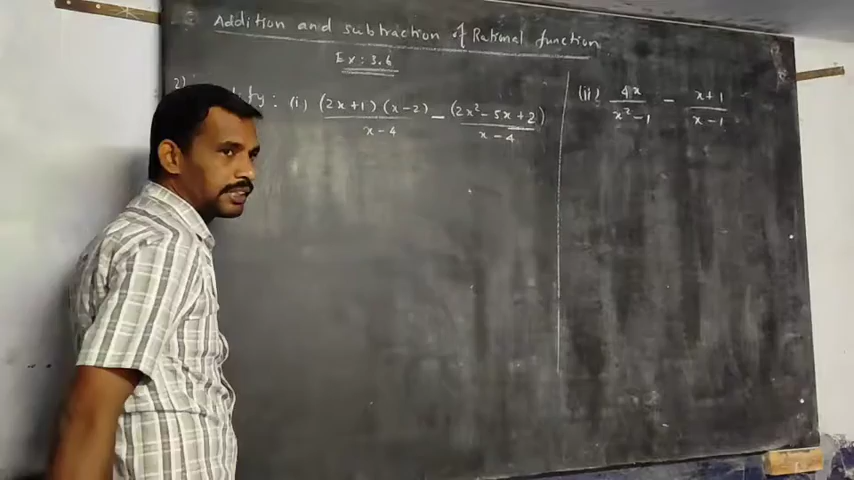 Addition and subtraction of Rational function
Ex: 3.6
2) : (i) (2x+1)(x-2) / x-4 - (2x²-5x+2) / x-4
(ii) 4x / x²-1 - x+1 / x-1